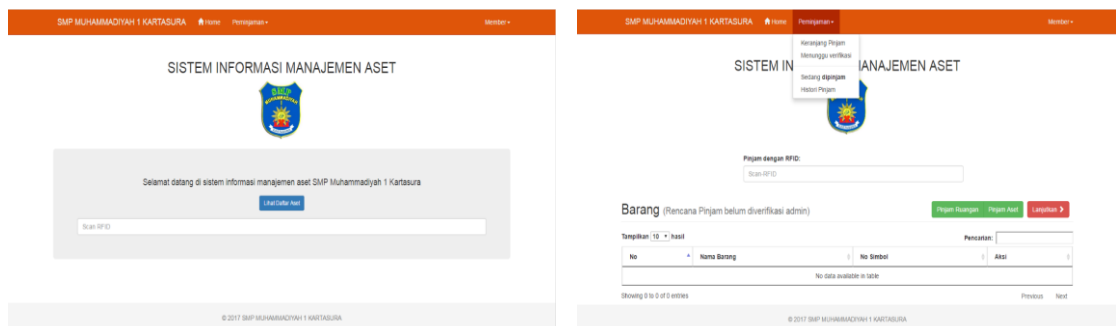 SMP MUHAMMADIYAH 1 KARTASURA Home Peminjaman Member
SISTEM INFORMASI MANAJEMEN ASET
SMP
MUHAMMADIYAH
Selamat datang di sistem informasi manajemen aset SMP Muhammadiyah 1 Kartasura
Lihat Daftar Aset
Scan RFID
© 2017 SMP MUHAMMADIYAH 1 KARTASURA
SMP MUHAMMADIYAH 1 KARTASURA Home Peminjaman Member
Keranjang Pinjam
Menunggu verifikasi
Sedang dipinjam
Histori Pinjam
SISTEM IN ANAJEMEN ASET
Pinjam dengan RFID:
Scan RFID
Barang (Rencana Pinjam belum diverifikasi admin) Pinjam Ruangan Pinjam Aset Lanjutkan
Tampilkan 10 hasil Pencarian:
No Nama Barang No Simbol Aksi
No data available in table
Showing 0 to 0 of 0 entries Previous Next
© 2017 SMP MUHAMMADIYAH 1 KARTASURA